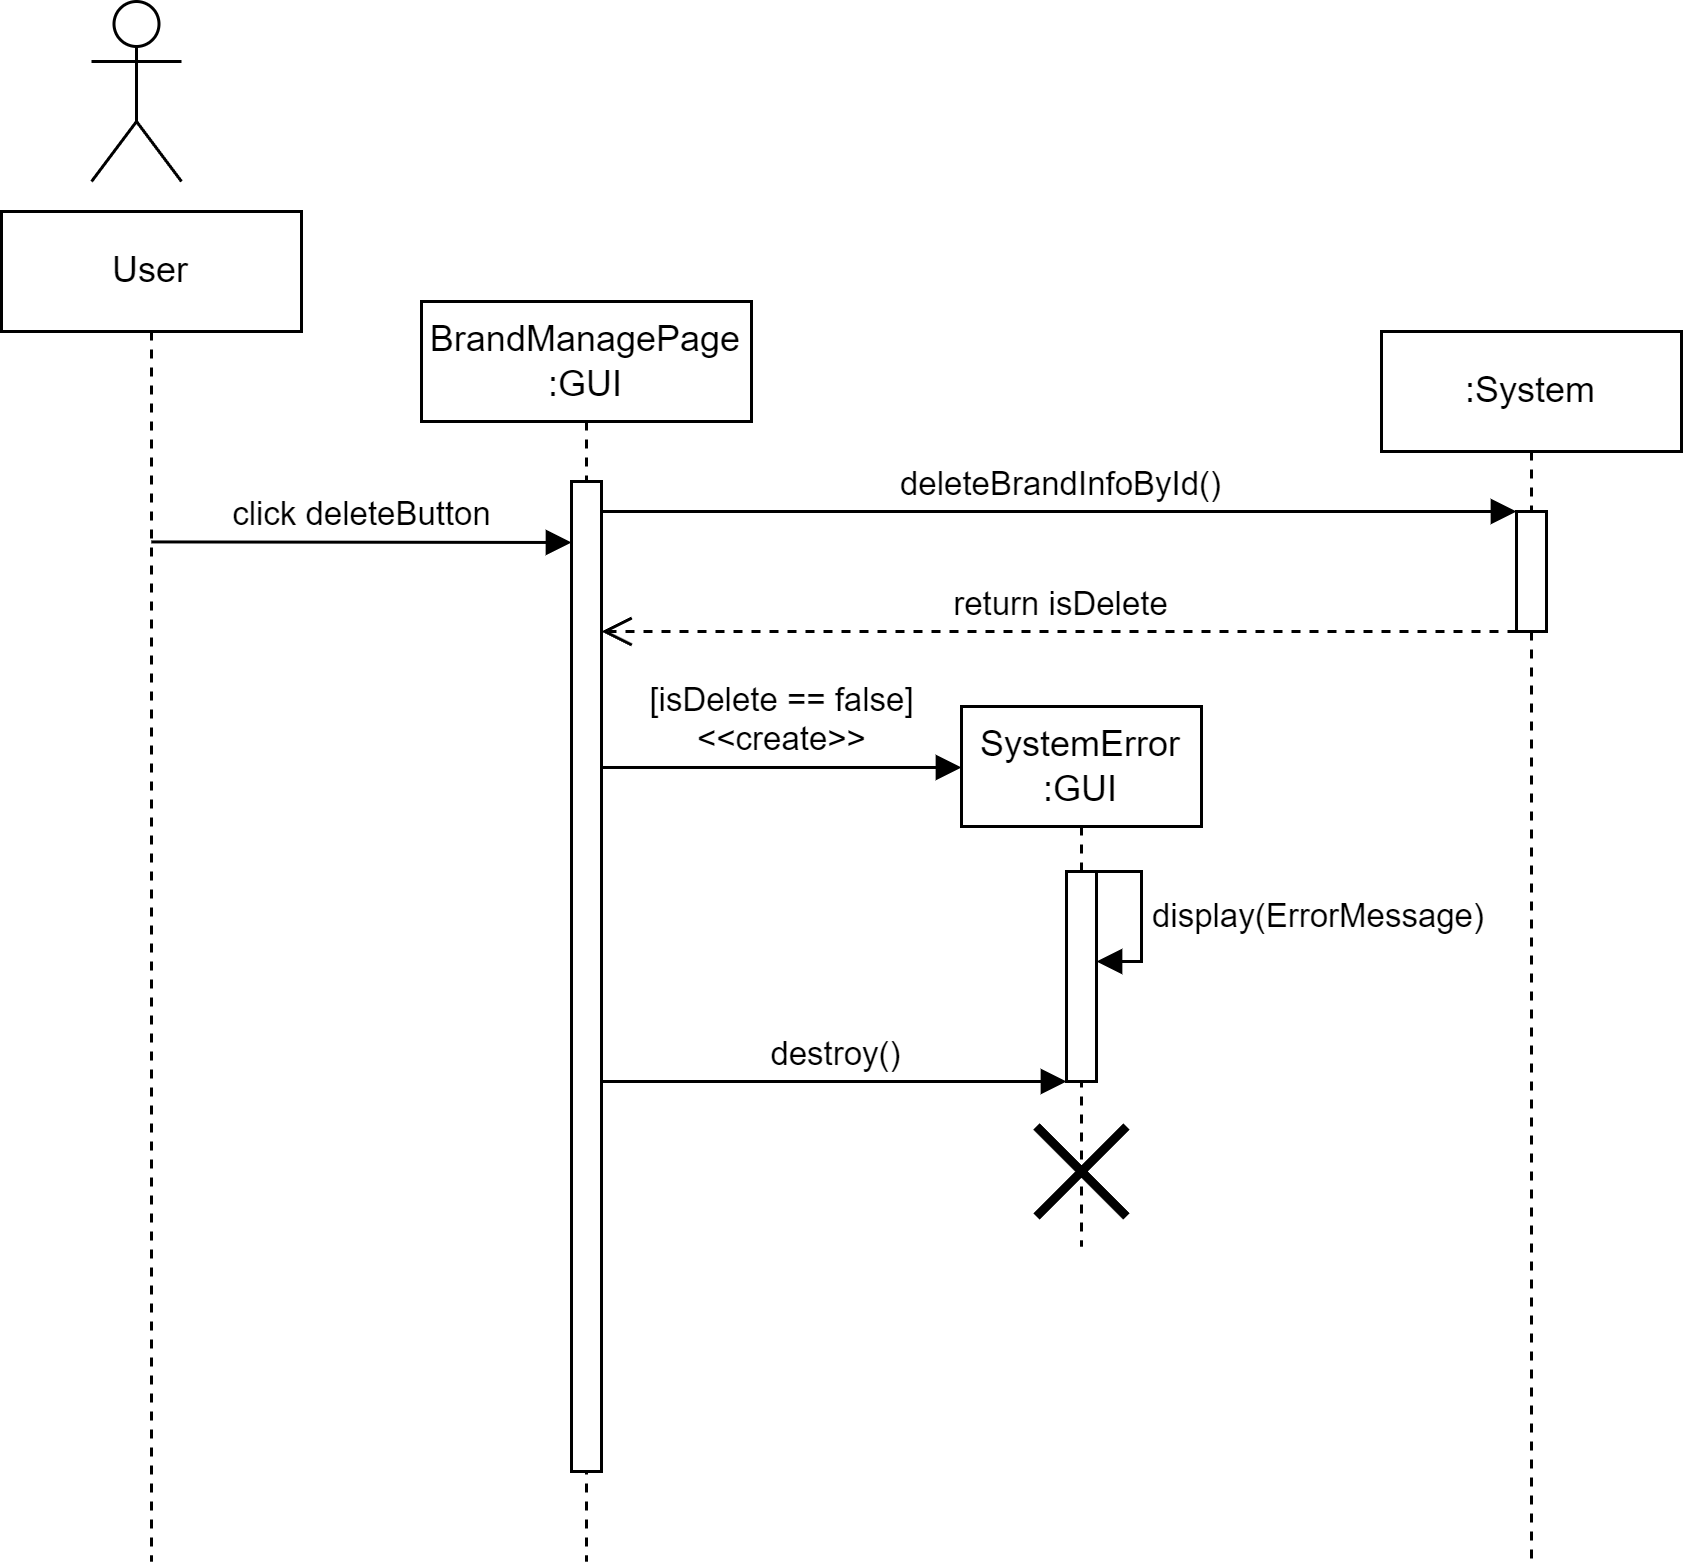 User
BrandManagePage
:GUI
:System
deleteBrandInfoById()
click deleteButton
return isDelete
[isDelete == false]
<<create>>
SystemError
:GUI
display(ErrorMessage)
destroy()